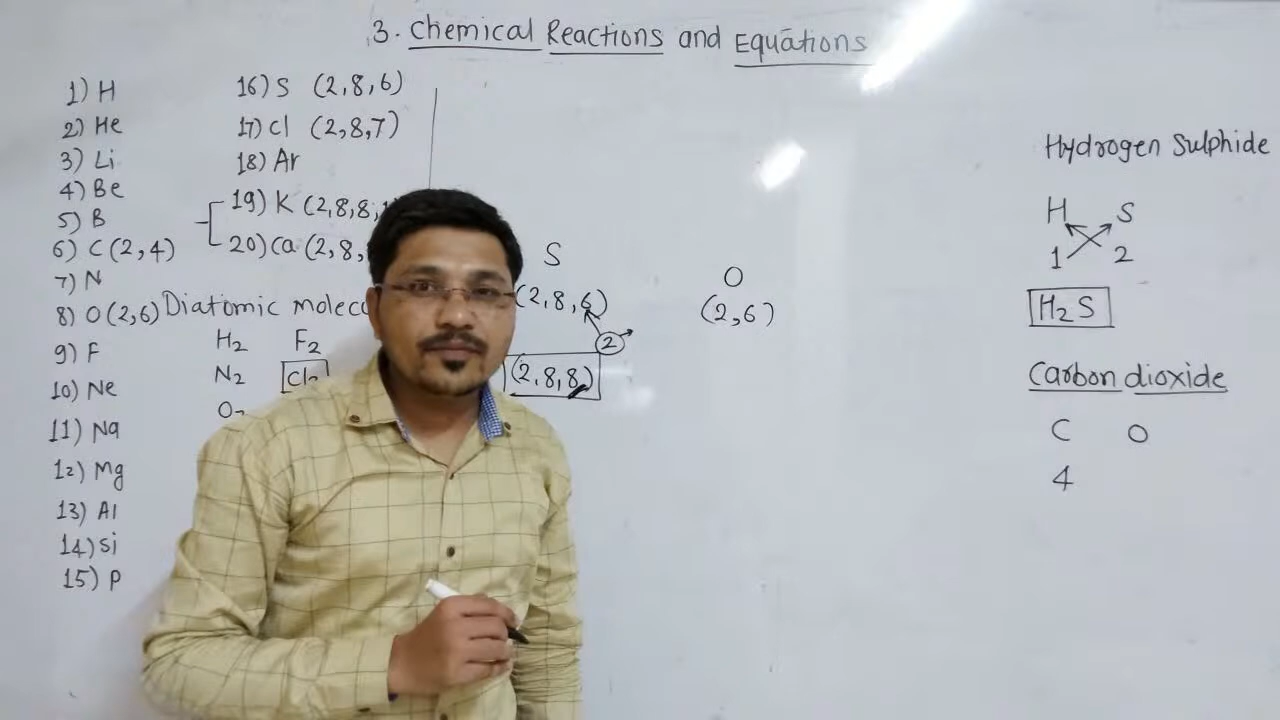 3. Chemical Reactions and Equations
1) H
2) He
3) Li
4) Be
5) B
6) C (2,4)
7) N
8) O (2,6)
9) F
10) Ne
11) Na
12) Mg
13) Al
14) Si
15) P
16) S (2,8,6)
17) Cl (2,8,7)
18) Ar
19) K (2,8,8,
20) Ca (2,8,
Diatomic
H2 F2
N2 Cl2
O2
S
(2,8,6)
2
(2,8,8)
O
(2,6)
Hydrogen Sulphide
H S
1 2
H2S
Carbon dioxide
C O
4